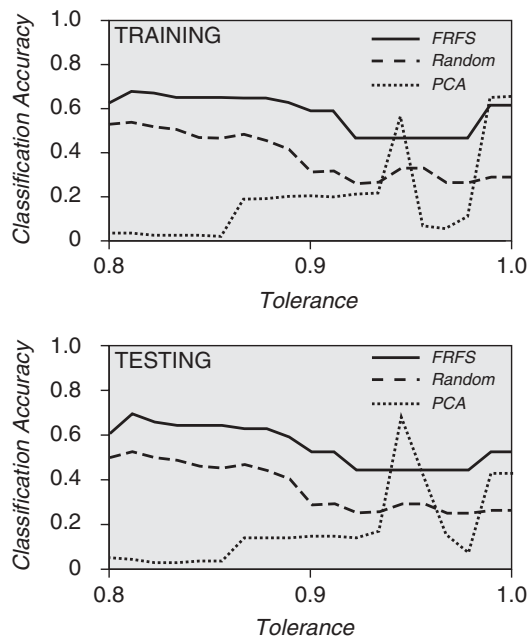 1.0
TRAINING
FRFS
0.8
Random
0.6
PCA
0.4
0.2
0
Classification Accuracy
0.8
0.9
1.0
Tolerance
1.0
TESTING
FRFS
0.8
Random
PCA
0.6
0.4
0.2
0
Classification Accuracy
0.8
0.9
1.0
Tolerance